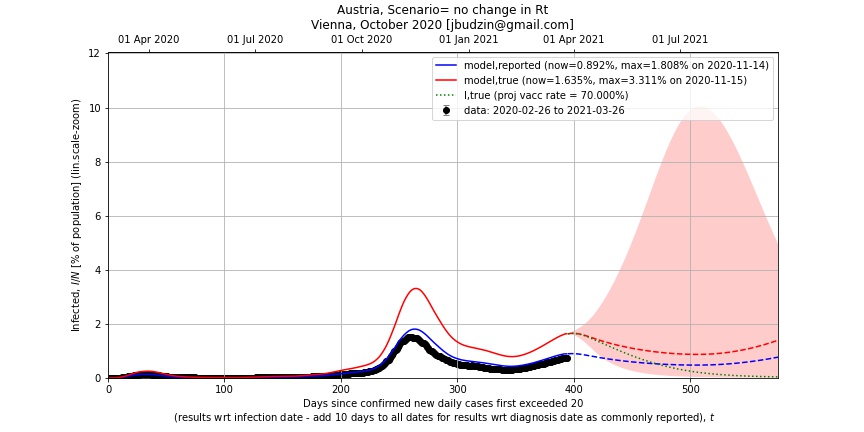 Austria, Scenario= no change in Rt
Vienna, October 2020 [jbudzin@gmail.com]
01 Apr 2020 01 Jul 2020 01 Oct 2020 01 Jan 2021 01 Apr 2021 01 Jul 2021
model,reported (now=0.892%, max=1.808% on 2020-11-14)
model,true (now=1.635%, max=3.311% on 2020-11-15)
I,true (proj vacc rate = 70.000%)
data: 2020-02-26 to 2021-03-26
Infected, I/N [% of population] (lin.scale-zoom)
12
10
8
6
4
2
0
0 100 200 300 400 500
Days since confirmed new daily cases first exceeded 20
(results wrt infection date - add 10 days to all dates for results wrt diagnosis date as commonly reported), t